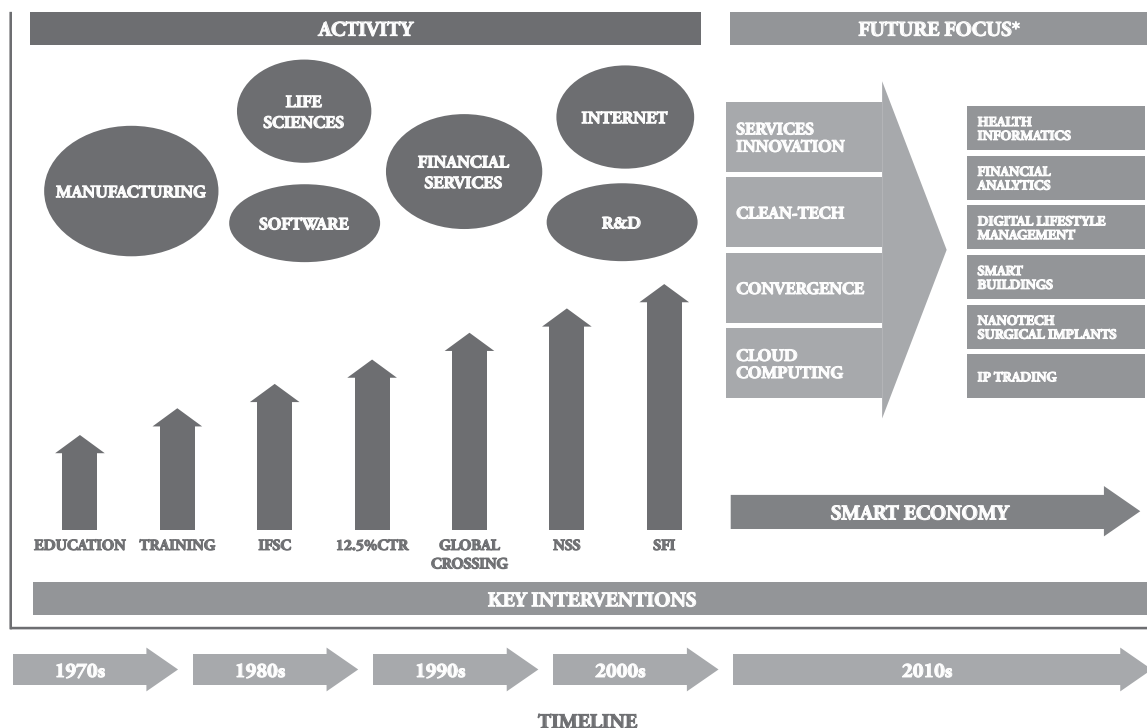 ACTIVITY
FUTURE FOCUS*
MANUFACTURING
LIFE
SCIENCES
SOFTWARE
FINANCIAL
SERVICES
INTERNET
R&D
SERVICES
INNOVATION
CLEAN-TECH
CONVERGENCE
CLOUD
COMPUTING
HEALTH
INFORMATICS
FINANCIAL
ANALYTICS
DIGITAL LIFESTYLE
MANAGEMENT
SMART
BUILDINGS
NANOTECH
SURGICAL IMPLANTS
IP TRADING
EDUCATION
TRAINING
IFSC
12.5%CTR
GLOBAL
CROSSING
NSS
SFI
SMART ECONOMY
KEY INTERVENTIONS
1970s
1980s
1990s
2000s
2010s
TIMELINE